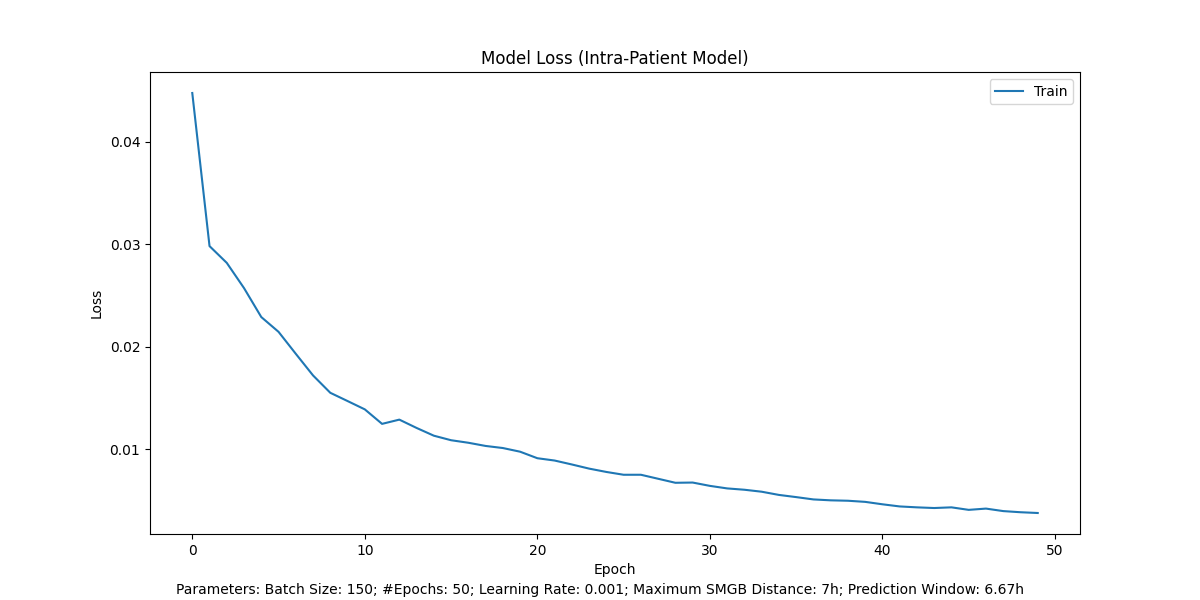 Model Loss (Intra-Patient Model)
Train
0.04
0.03
0.02
0.01
Loss
0 10 20 30 40 50
Epoch
Parameters: Batch Size: 150; #Epochs: 50; Learning Rate: 0.001; Maximum SMGB Distance: 7h; Prediction Window: 6.67h